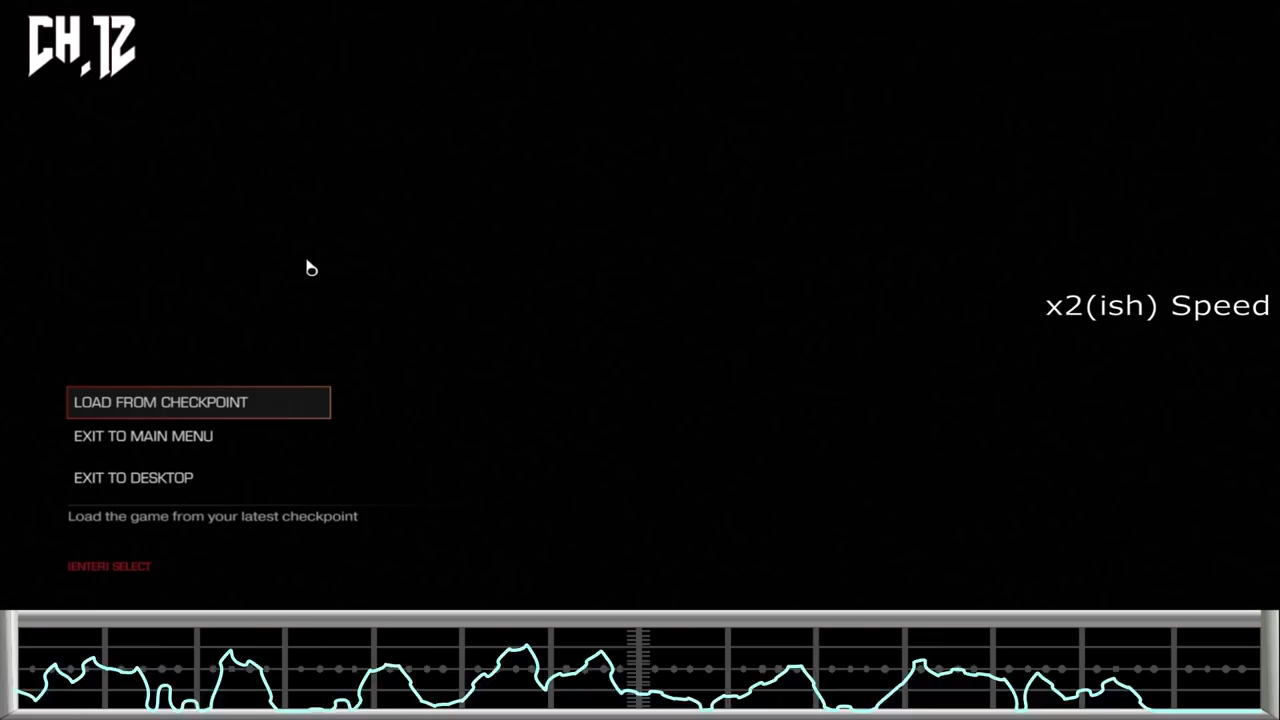 CH.12
x2(ish) Speed
LOAD FROM CHECKPOINT
EXIT TO MAIN MENU
EXIT TO DESKTOP
Load the game from your latest checkpoint
[ENTER] SELECT